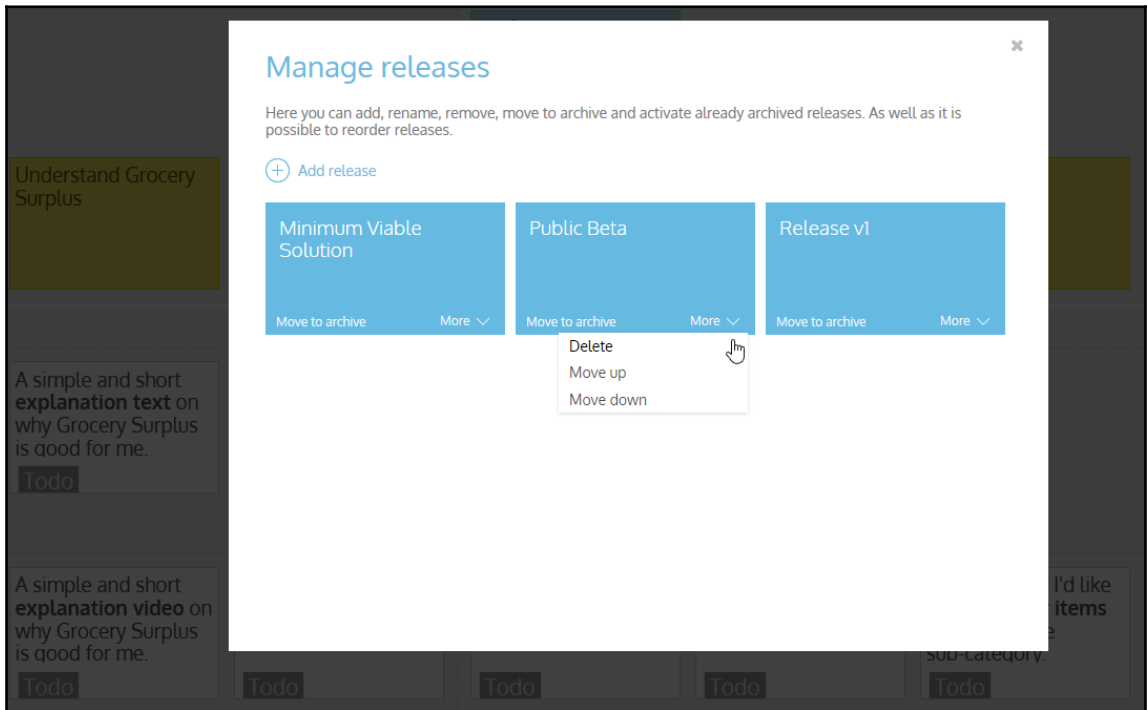 Manage releases
Here you can add, rename, remove, move to archive and activate already archived releases. As well as it is
possible to reorder releases.
Add release
Minimum Viable
Solution
Move to archive
More
Public Beta
Move to archive
More
Release v1
Move to archive
More
Delete
Move up
Move down
Understand Grocery
Surplus
A simple and short
explanation text on
why Grocery Surplus
is good for me.
Todo
A simple and short
explanation video on
why Grocery Surplus
is good for me.
Todo
Todo
Todo
Todo
I'd like
items
sub-category.
Todo